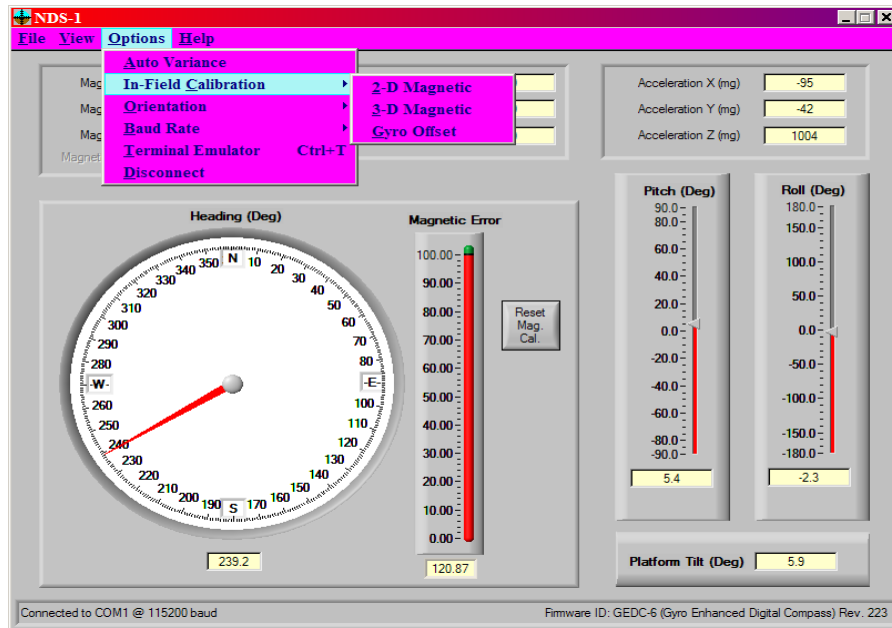 NDS-1
File View Options Help
Auto Variance
In-Field Calibration
Orientation
Baud Rate
Terminal Emulator Ctrl+T
Disconnect
2-D Magnetic
3-D Magnetic
Gyro Offset
Mag
Mag
Mag
Magnet
Acceleration X (mg) -95
Acceleration Y (mg) -42
Acceleration Z (mg) 1004
Heading (Deg)
N
10
20
30
40
50
60
70
80
-E-
100
110
120
130
140
150
160
170
S
190
200
210
220
230
240
250
260
-W-
280
290
300
310
320
330
340
350
239.2
Magnetic Error
100.00
90.00
80.00
70.00
60.00
50.00
40.00
30.00
20.00
10.00
0.00
120.87
Reset
Mag.
Cal.
Pitch (Deg)
90.0
80.0
60.0
40.0
20.0
0.0
-20.0
-40.0
-60.0
-80.0
-90.0
5.4
Roll (Deg)
180.0
150.0
100.0
50.0
0.0
-50.0
-100.0
-150.0
-180.0
-2.3
Platform Tilt (Deg) 5.9
Connected to COM1 @ 115200 baud
Firmware ID: GEDC-6 (Gyro Enhanced Digital Compass) Rev. 223